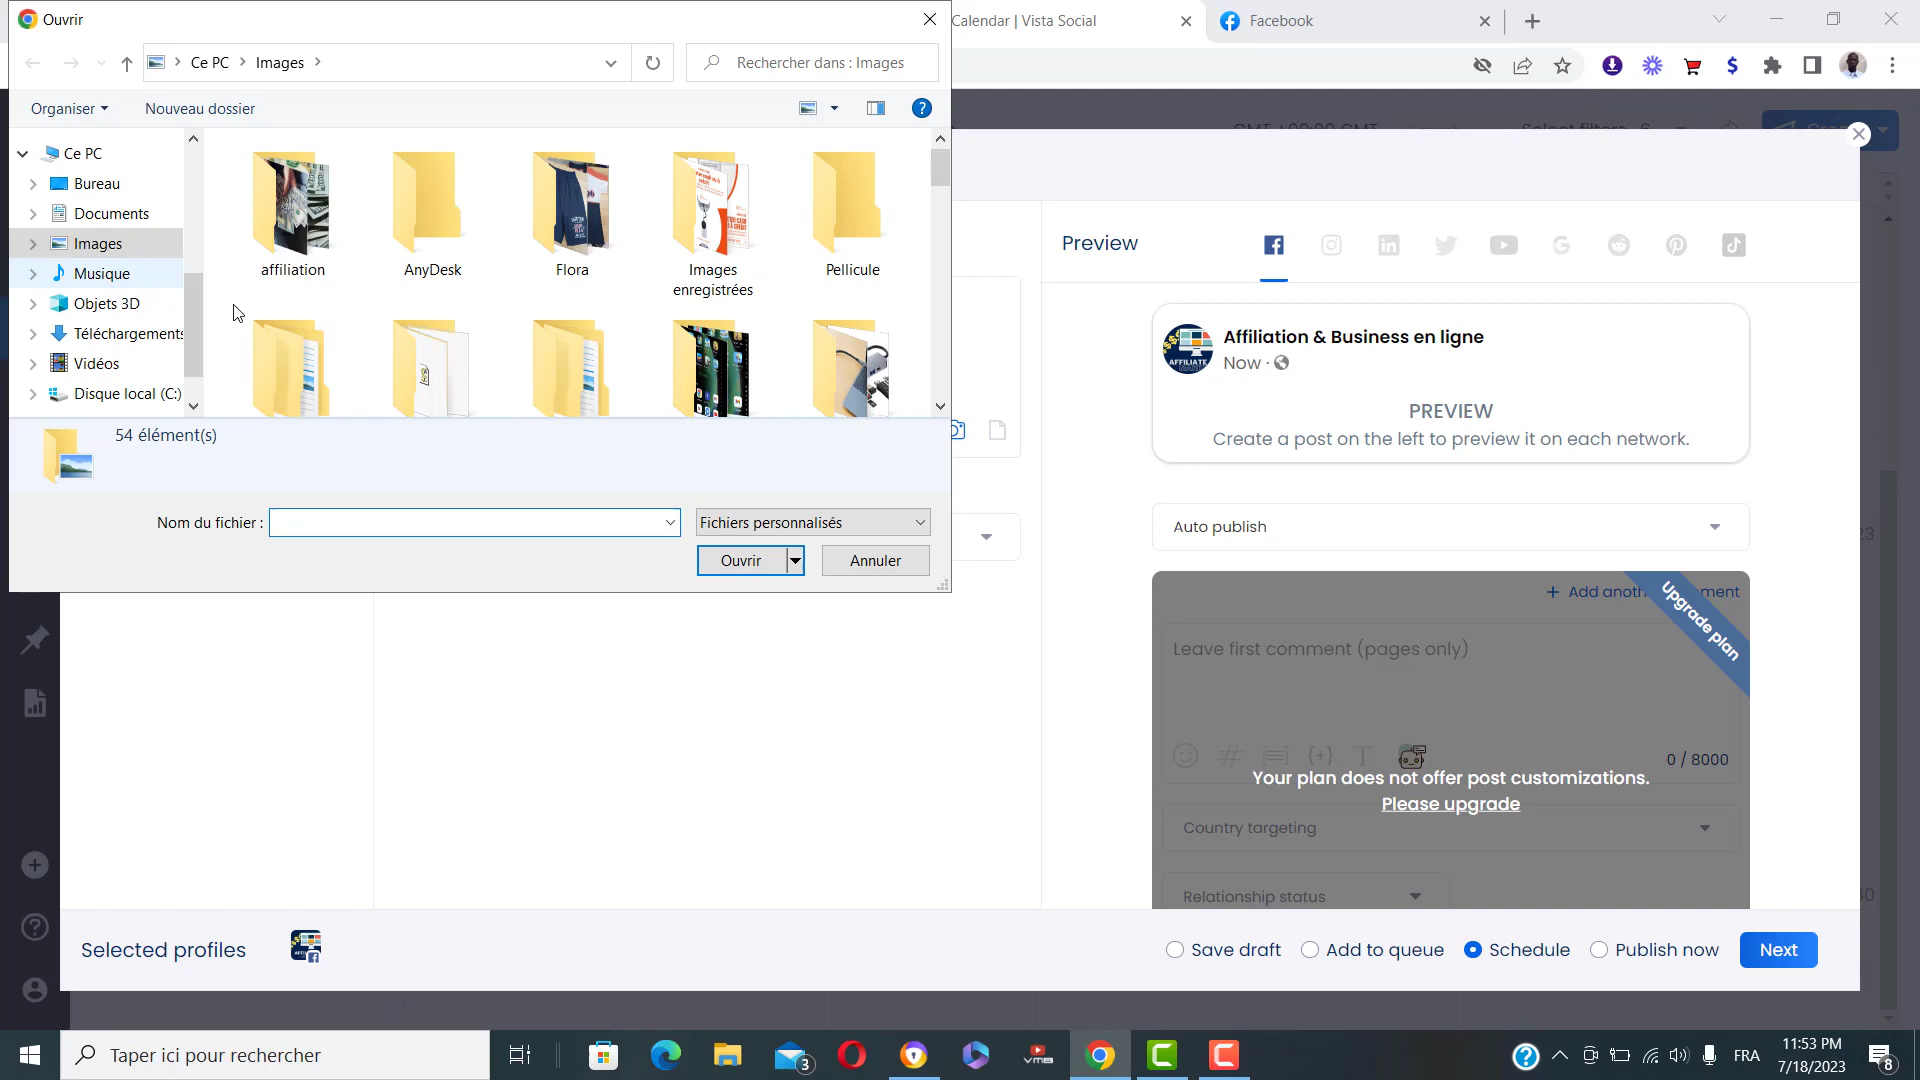 Ouvrir
Calendar | Vista Social
Facebook
Ce PC
Images
Rechercher dans : Images
Organiser
Nouveau dossier
Ce PC
Bureau
Documents
Images
Musique
Objets 3D
Téléchargements
Vidéos
Disque local (C:)
affiliation
AnyDesk
Flora
Images
enregistrées
Pellicule
54 élément(s)
Nom du fichier :
Fichiers personnalisés
Ouvrir
Annuler
Select filters
Preview
Affiliation & Business en ligne
Now ·
PREVIEW
Create a post on the left to preview it on each network.
Auto publish
Upgrade plan
Leave first comment (pages only)
0 / 8000
Your plan does not offer post customizations.
Please upgrade
Country targeting
Relationship status
Selected profiles
Save draft
Add to queue
Schedule
Publish now
Next
Taper ici pour rechercher
3
VMB
FRA
11:53 PM
7/18/2023
8